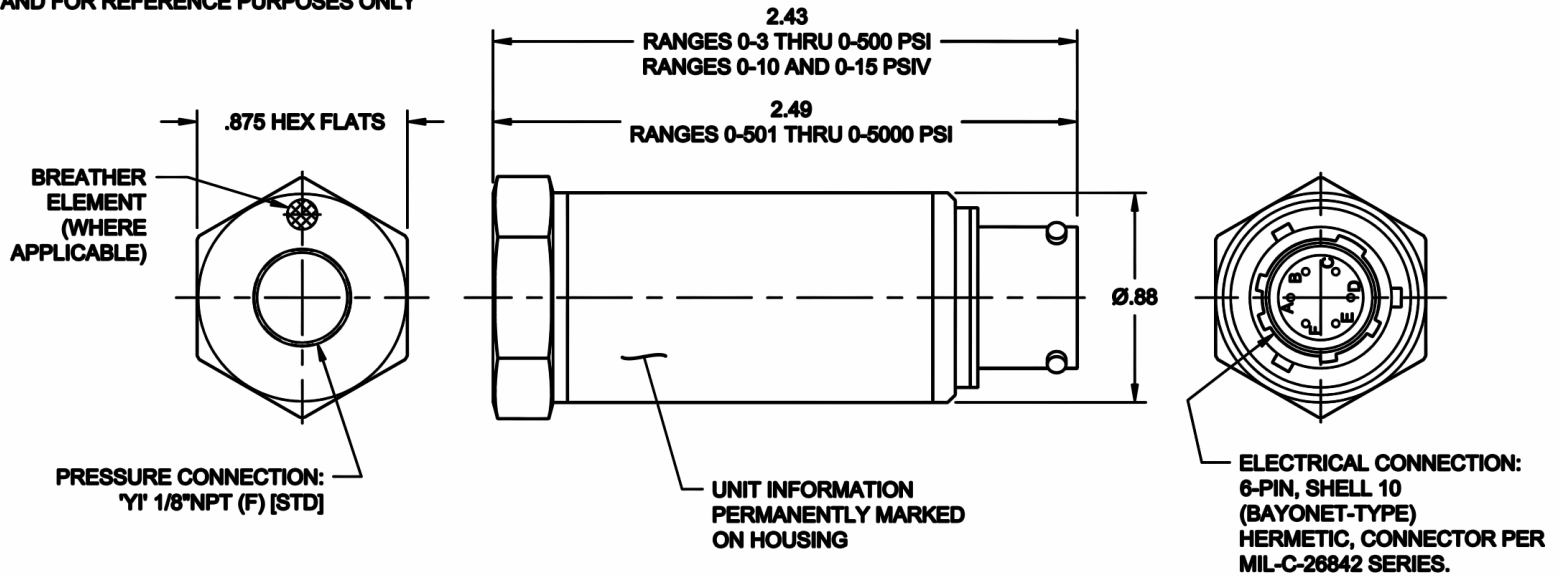 AND FOR REFERENCE PURPOSES ONLY
2.43
RANGES 0-3 THRU 0-500 PSI
RANGES 0-10 AND 0-15 PSIV
2.49
RANGES 0-501 THRU 0-5000 PSI
.875 HEX FLATS
BREATHER
ELEMENT
(WHERE
APPLICABLE)
Ø.88
A
B
C
D
E
F
PRESSURE CONNECTION:
'YI' 1/8"NPT (F) [STD]
UNIT INFORMATION
PERMANENTLY MARKED
ON HOUSING
ELECTRICAL CONNECTION:
6-PIN, SHELL 10
(BAYONET-TYPE)
HERMETIC, CONNECTOR PER
MIL-C-26842 SERIES.